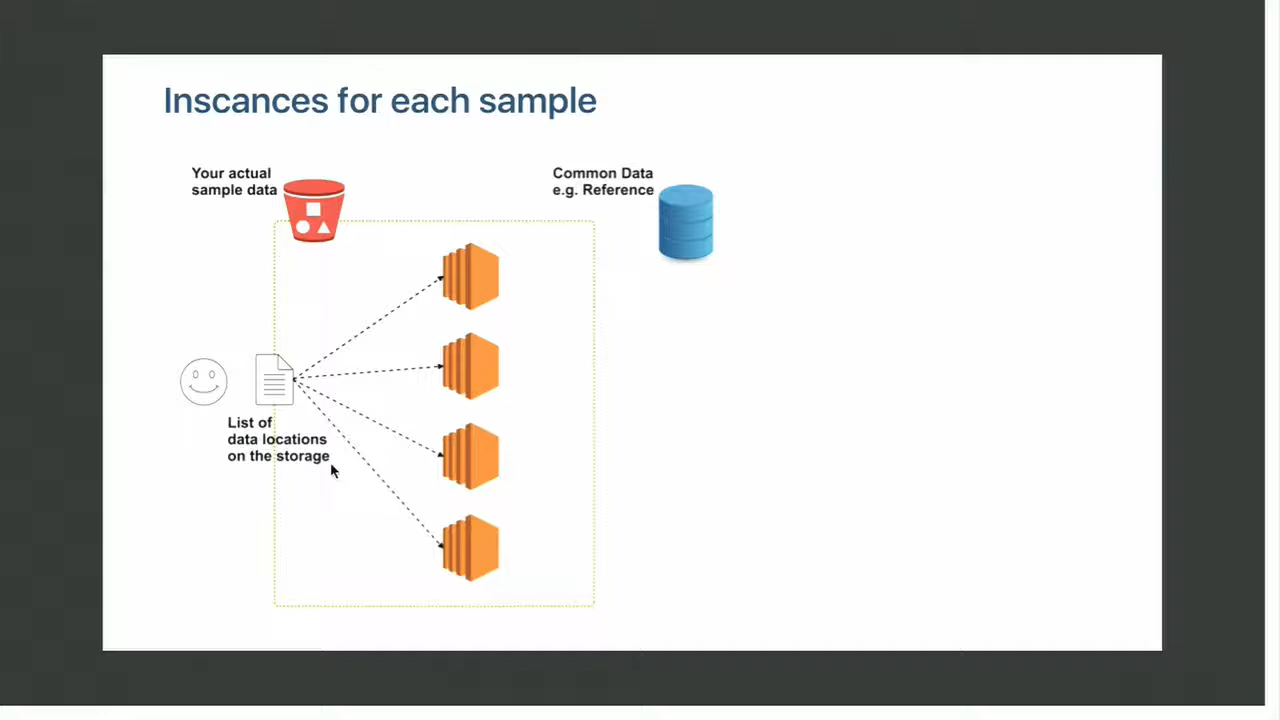 Inscances for each sample
Your actual
sample data
Common Data
e.g. Reference
List of
data locations
on the storage